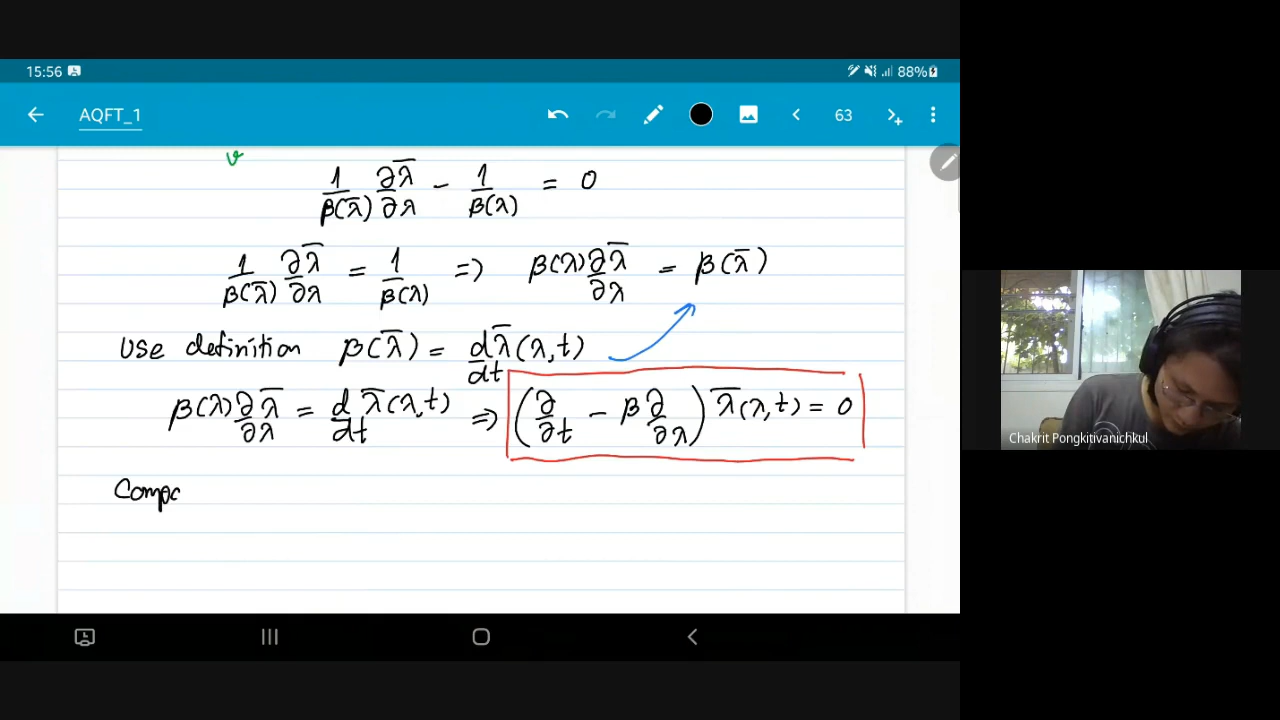 15:56 88%
AQFT_1 63
v
1/β(λ̄) ∂λ̄/∂λ − 1/β(λ) = 0
1/β(λ̄) ∂λ̄/∂λ = 1/β(λ) => β(λ) ∂λ̄/∂λ = β(λ̄)
Use definition β(λ̄) = dλ̄/dt (λ,t)
β(λ) ∂λ̄/∂λ = d/dt λ̄(λ,t) => (∂/∂t − β ∂/∂λ) λ̄(λ,t) = 0
Compa
Chakrit Pongkitivanichkul